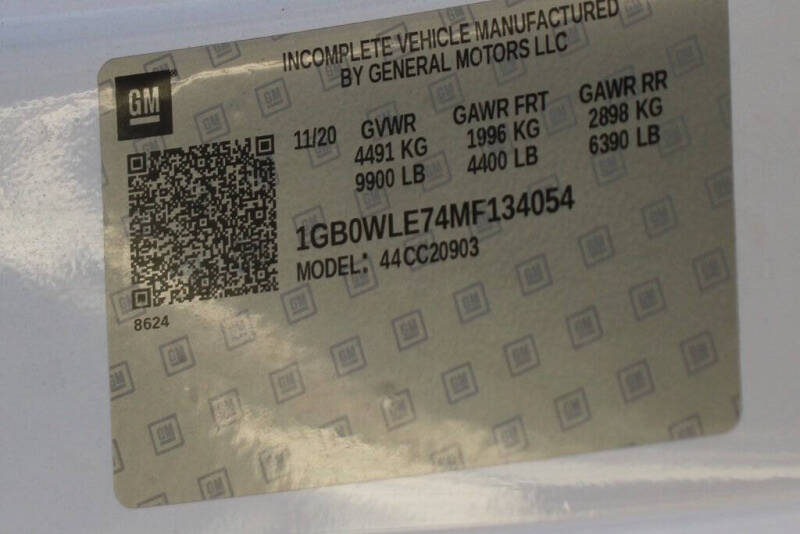 INCOMPLETE VEHICLE MANUFACTURED
BY GENERAL MOTORS LLC
GM
11/20
GVWR
4491 KG
9900 LB
GAWR FRT
1996 KG
4400 LB
GAWR RR
2898 KG
6390 LB
1GB0WLE74MF134054
MODEL: 44CC20903
8624